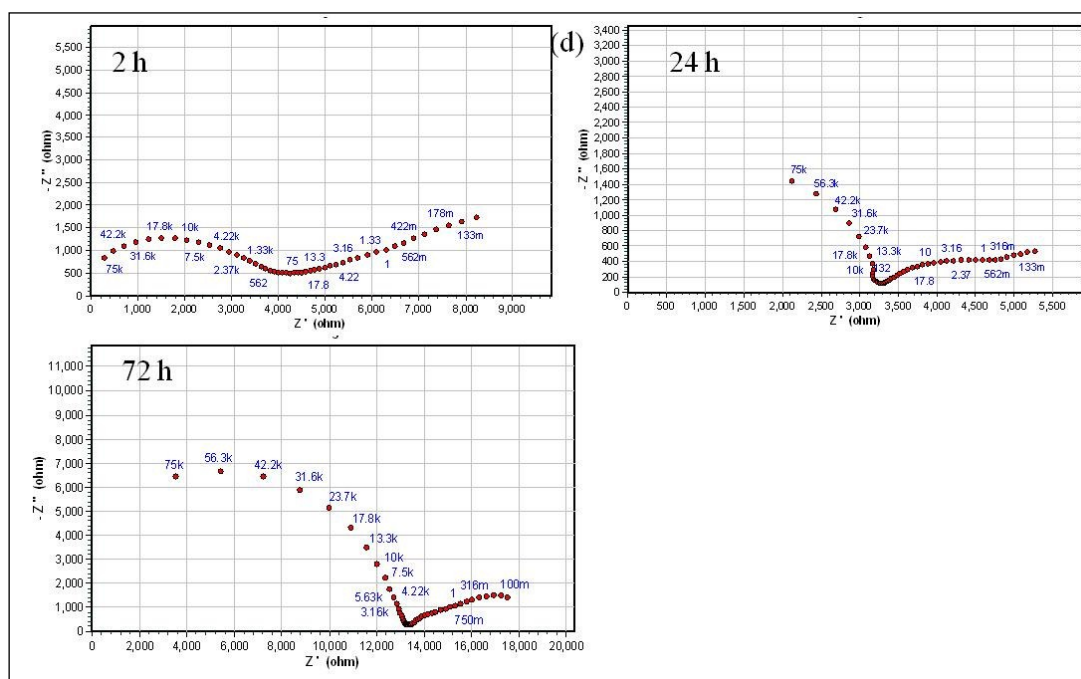 2 h
-Z'' (ohm)
5,500
5,000
4,500
4,000
3,500
3,000
2,500
2,000
1,500
1,000
500
0
42.2k
17.8k
10k
4.22k
1.33k
75
13.3
3.16
1.33
422m
178m
75k
31.6k
7.5k
2.37k
562
17.8
4.22
1
562m
133m
0
1,000
2,000
3,000
4,000
5,000
6,000
7,000
8,000
9,000
Z' (ohm)
(d)
24 h
-Z'' (ohm)
3,400
3,200
3,000
2,800
2,600
2,400
2,200
2,000
1,800
1,600
1,400
1,200
1,000
800
600
400
200
0
75k
56.3k
42.2k
31.6k
23.7k
17.8k
13.3k
10k
132
10
3.16
1
316m
17.8
2.37
562m
133m
0
500
1,000
1,500
2,000
2,500
3,000
3,500
4,000
4,500
5,000
5,500
Z' (ohm)
72 h
-Z'' (ohm)
11,000
10,000
9,000
8,000
7,000
6,000
5,000
4,000
3,000
2,000
1,000
0
75k
56.3k
42.2k
31.6k
23.7k
17.8k
13.3k
10k
7.5k
5.63k
4.22k
3.16k
1
316m
100m
750m
0
2,000
4,000
6,000
8,000
10,000
12,000
14,000
16,000
18,000
20,000
Z' (ohm)